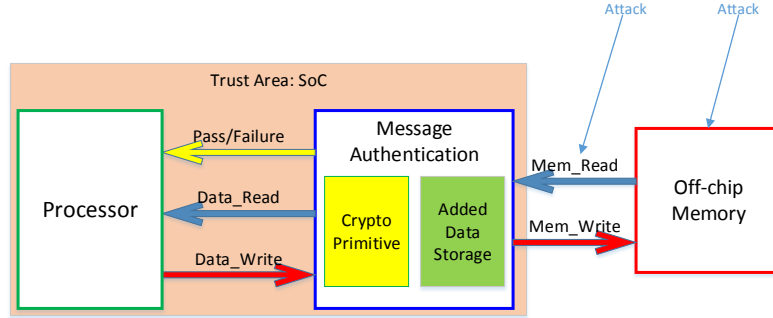 Attack
Attack
Trust Area: SoC
Processor
Pass/Failure
Data_Read
Data_Write
Message
Authentication
Crypto
Primitive
Added
Data
Storage
Mem_Read
Mem_Write
Off-chip
Memory